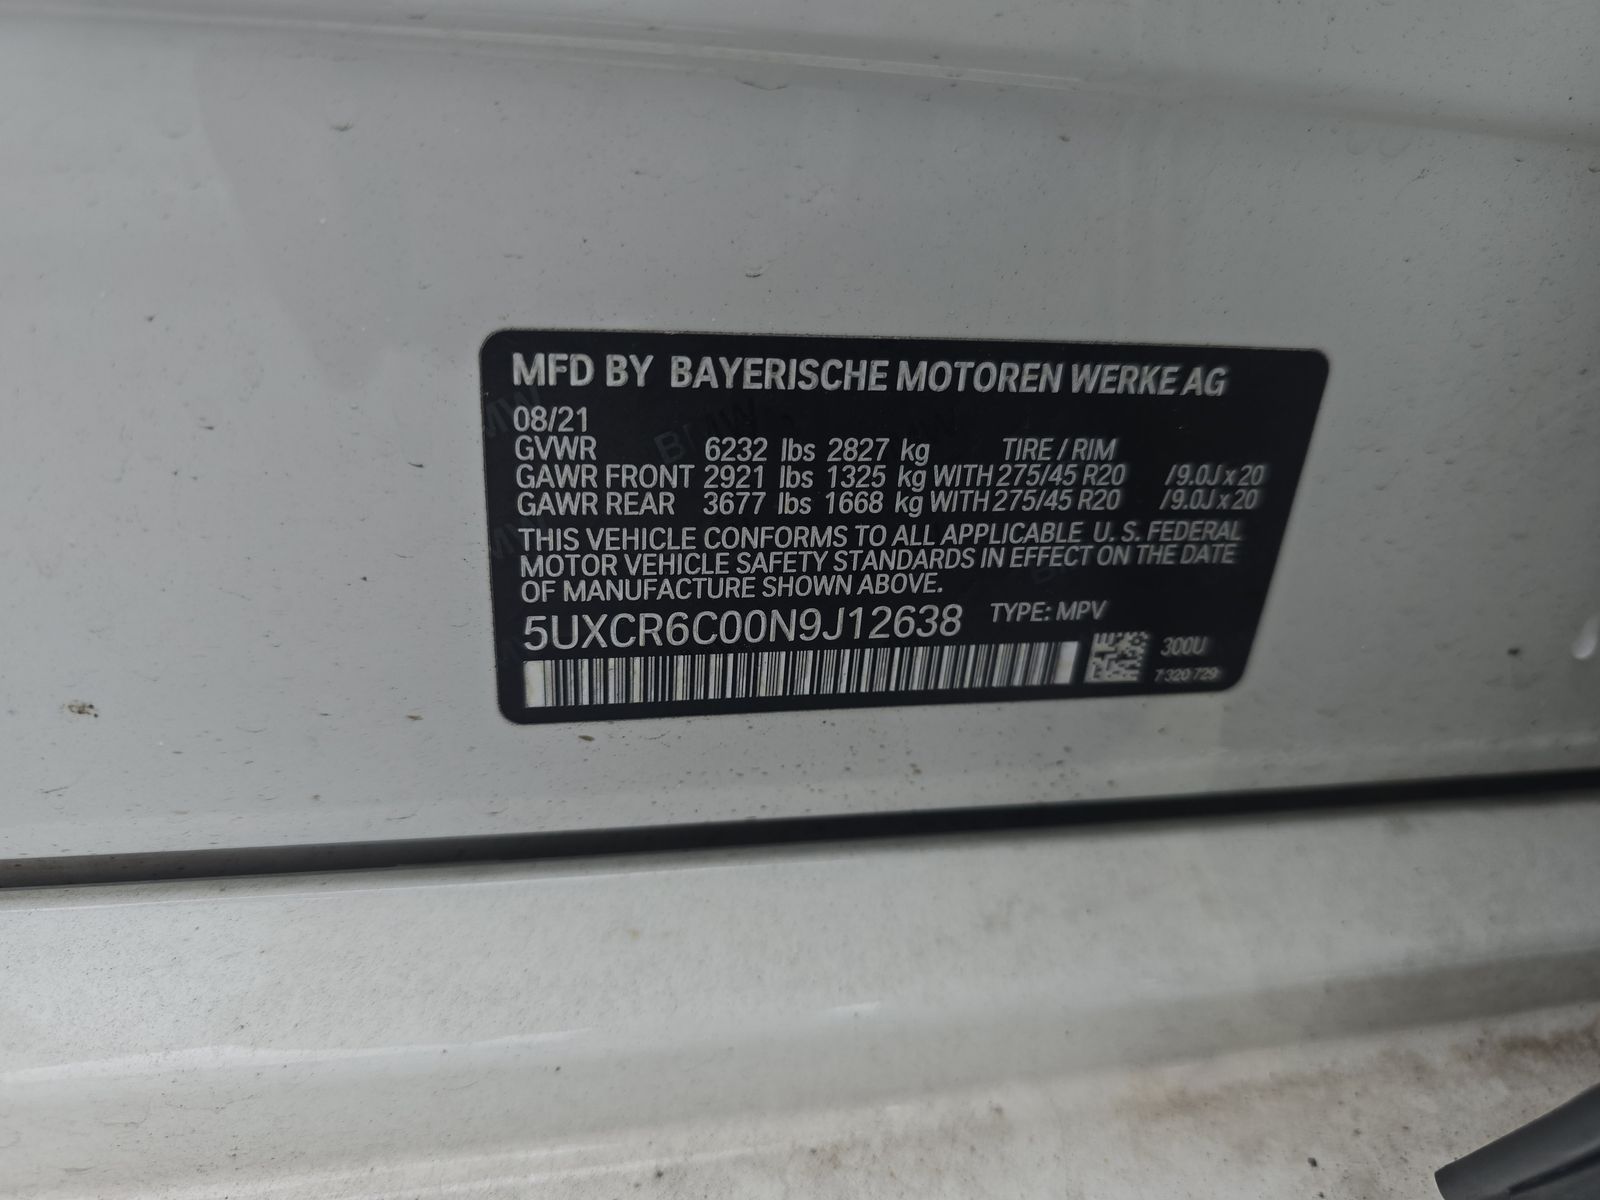 MFD BY BAYERISCHE MOTOREN WERKE AG
08/21
GVWR 6232 lbs 2827 kg TIRE / RIM
GAWR FRONT 2921 lbs 1325 kg WITH 275/45 R20 /9.0J x 20
GAWR REAR 3677 lbs 1668 kg WITH 275/45 R20 /9.0J x 20
THIS VEHICLE CONFORMS TO ALL APPLICABLE U. S. FEDERAL
MOTOR VEHICLE SAFETY STANDARDS IN EFFECT ON THE DATE
OF MANUFACTURE SHOWN ABOVE.
5UXCR6C00N9J12638 TYPE: MPV
300U
7 320 729